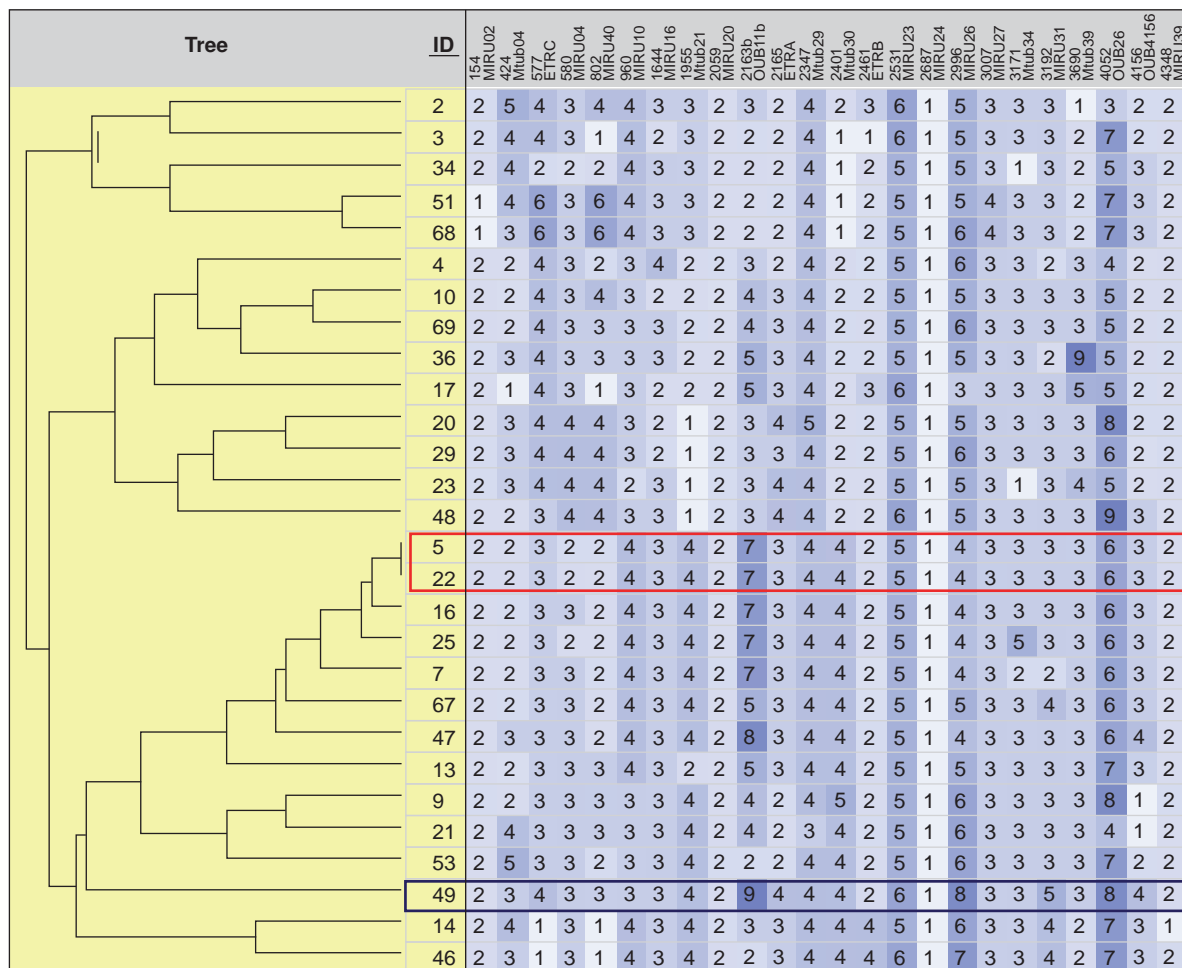 Tree
ID
154 MIRU02
424 Mtub04
577 ETRC
580 MIRU04
802 MIRU40
960 MIRU10
1644 MIRU16
1955 Mtub21
2059 MIRU20
2163b OUB11b
2165 ETRA
2347 Mtub29
2401 Mtub30
2461 ETRB
2531 MIRU23
2687 MIRU24
2996 MIRU26
3007 MIRU27
3171 Mtub34
3192 MIRU31
3690 Mtub39
4052 OUB26
4156 OUB4156
4348 MIRU39
2 2 5 4 3 4 4 3 3 2 3 2 4 2 3 6 1 5 3 3 3 1 3 2 2
3 2 4 4 3 1 4 2 3 2 2 2 4 1 1 6 1 5 3 3 3 2 7 2 2
34 2 4 2 2 2 4 3 3 2 2 2 4 1 2 5 1 5 3 1 3 2 5 3 2
51 1 4 6 3 6 4 3 3 2 2 2 4 1 2 5 1 5 4 3 3 2 7 3 2
68 1 3 6 3 6 4 3 3 2 2 2 4 1 2 5 1 6 4 3 3 2 7 3 2
4 2 2 4 3 2 3 4 2 2 3 2 4 2 2 5 1 6 3 3 2 3 4 2 2
10 2 2 4 3 4 3 2 2 2 4 3 4 2 2 5 1 5 3 3 3 3 5 2 2
69 2 2 4 3 3 3 3 2 2 4 3 4 2 2 5 1 6 3 3 3 3 5 2 2
36 2 3 4 3 3 3 3 2 2 5 3 4 2 2 5 1 5 3 3 2 9 5 2 2
17 2 1 4 3 1 3 2 2 2 5 3 4 2 3 6 1 3 3 3 3 5 5 2 2
20 2 3 4 4 4 3 2 1 2 3 4 5 2 2 5 1 5 3 3 3 3 8 2 2
29 2 3 4 4 4 3 2 1 2 3 3 4 2 2 5 1 6 3 3 3 3 6 2 2
23 2 3 4 4 4 2 3 1 2 3 4 4 2 2 5 1 5 3 1 3 4 5 2 2
48 2 2 3 4 4 3 3 1 2 3 4 4 2 2 6 1 5 3 3 3 3 9 3 2
5 2 2 3 2 2 4 3 4 2 7 3 4 4 2 5 1 4 3 3 3 3 6 3 2
22 2 2 3 2 2 4 3 4 2 7 3 4 4 2 5 1 4 3 3 3 3 6 3 2
16 2 2 3 3 2 4 3 4 2 7 3 4 4 2 5 1 4 3 3 3 3 6 3 2
25 2 2 3 2 2 4 3 4 2 7 3 4 4 2 5 1 4 3 5 3 3 6 3 2
7 2 2 3 3 2 4 3 4 2 7 3 4 4 2 5 1 4 3 2 2 3 6 3 2
67 2 2 3 3 2 4 3 4 2 5 3 4 4 2 5 1 5 3 3 4 3 6 3 2
47 2 3 3 3 2 4 3 4 2 8 3 4 4 2 5 1 4 3 3 3 3 6 4 2
13 2 2 3 3 3 4 3 2 2 5 3 4 4 2 5 1 5 3 3 3 3 7 3 2
9 2 2 3 3 3 3 3 4 2 4 2 4 5 2 5 1 6 3 3 3 3 8 1 2
21 2 4 3 3 3 3 3 4 2 4 2 3 4 2 5 1 6 3 3 3 3 4 1 2
53 2 5 3 3 2 3 3 4 2 2 2 4 4 2 5 1 6 3 3 3 3 7 2 2
49 2 3 4 3 3 3 3 4 2 9 4 4 4 2 6 1 8 3 3 5 3 8 4 2
14 2 4 1 3 1 4 3 4 2 3 3 4 4 4 6 1 7 3 3 4 2 7 3 1
46 2 3 1 3 1 4 3 4 2 3 3 4 4 4 6 1 7 3 3 4 2 7 3 2